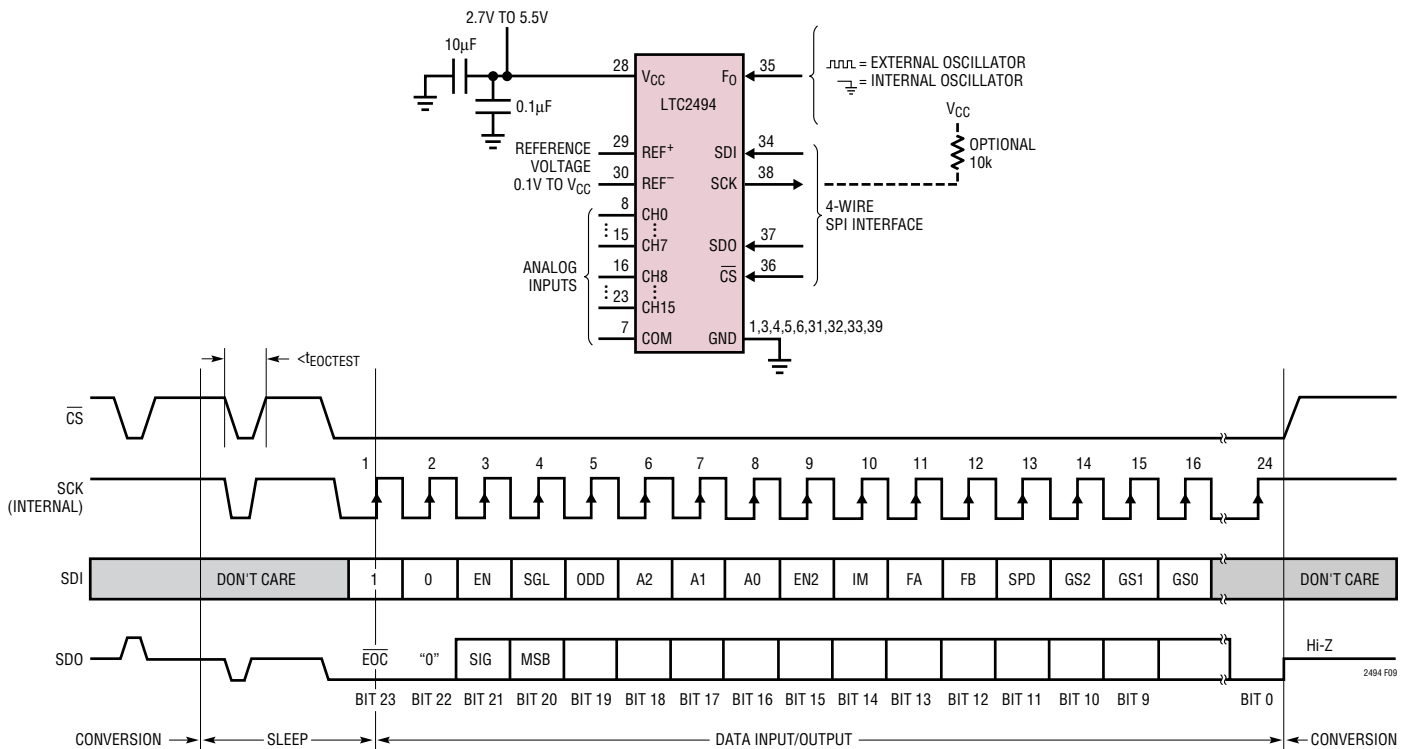 2.7V TO 5.5V
10µF
0.1µF
28
VCC
FO
35
= EXTERNAL OSCILLATOR
= INTERNAL OSCILLATOR
LTC2494
VCC
OPTIONAL
10k
REFERENCE
VOLTAGE
0.1V TO VCC
29
REF+
30
REF–
SDI
34
SCK
38
4-WIRE
SPI INTERFACE
SDO
37
CS
36
ANALOG
INPUTS
8
CH0
15
CH7
16
CH8
23
CH15
7
COM
GND
1,3,4,5,6,31,32,33,39
<tEOCTEST
CS
SCK
(INTERNAL)
1 2 3 4 5 6 7 8 9 10 11 12 13 14 15 16 24
SDI
DON'T CARE 1 0 EN SGL ODD A2 A1 A0 EN2 IM FA FB SPD GS2 GS1 GS0 DON'T CARE
SDO
EOC "0" SIG MSB Hi-Z
BIT 23 BIT 22 BIT 21 BIT 20 BIT 19 BIT 18 BIT 17 BIT 16 BIT 15 BIT 14 BIT 13 BIT 12 BIT 11 BIT 10 BIT 9 BIT 0
2494 F09
CONVERSION SLEEP DATA INPUT/OUTPUT CONVERSION